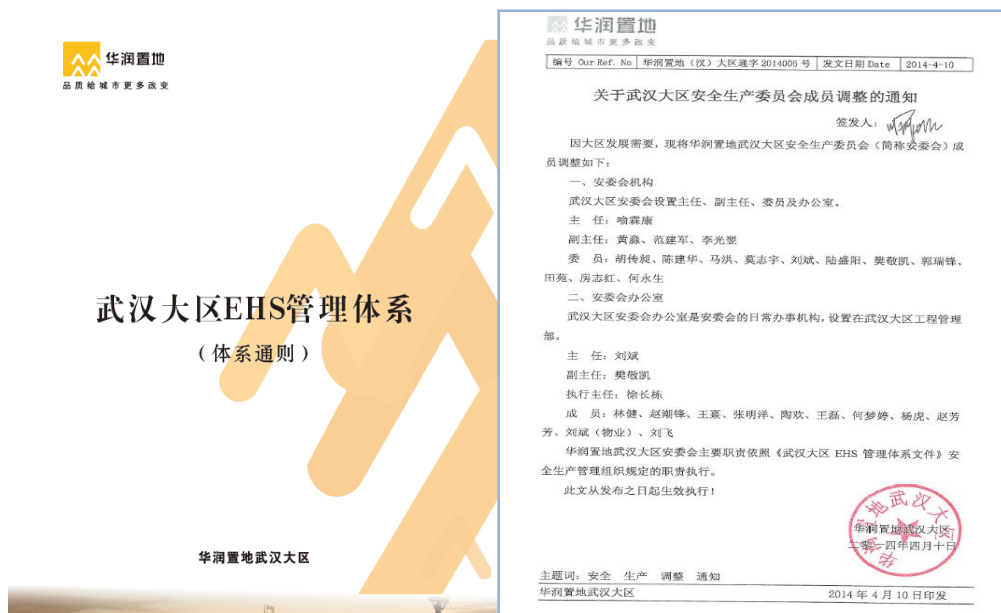 华润置地
品质给城市更多改变
武汉大区EHS管理体系
（体系通则）
华润置地武汉大区
华润置地
品质给城市更多改变
编号 Our Ref. No 华润置地（汉）大区通字 2014005 号 发文日期 Date 2014-4-10
关于武汉大区安全生产委员会成员调整的通知
签发人：
因大区发展需要，现将华润置地武汉大区安全生产委员会（简称安委会）成
员调整如下：
一、安委会机构
武汉大区安委会设置主任、副主任、委员及办公室。
主 任：喻霖康
副主任：黄淼、范建军、李光翌
委 员：胡传昶、陈建华、马洪、莫志宇、刘斌、陆盛阳、樊敬凯、郭瑞锋、
田苑、房志红、何永生
二、安委会办公室
武汉大区安委会办公室是安委会的日常办事机构，设置在武汉大区工程管理
部。
主 任：刘斌
副主任：樊敬凯
执行主任：徐长栋
成 员：林健、赵潮锋、王熹、张明洋、陶欢、王磊、何梦婷、杨虎、赵芳
芳、刘斌（物业）、刘飞
华润置地武汉大区安委会主要职责依照《武汉大区 EHS 管理体系文件》安
全生产管理组织规定的职责执行。
此文从发布之日起生效执行！
华润置地武汉大区
华润置地武汉大区
二零一四年四月十日
主题词：安全 生产 调整 通知
华润置地武汉大区 2014 年 4 月 10 日印发